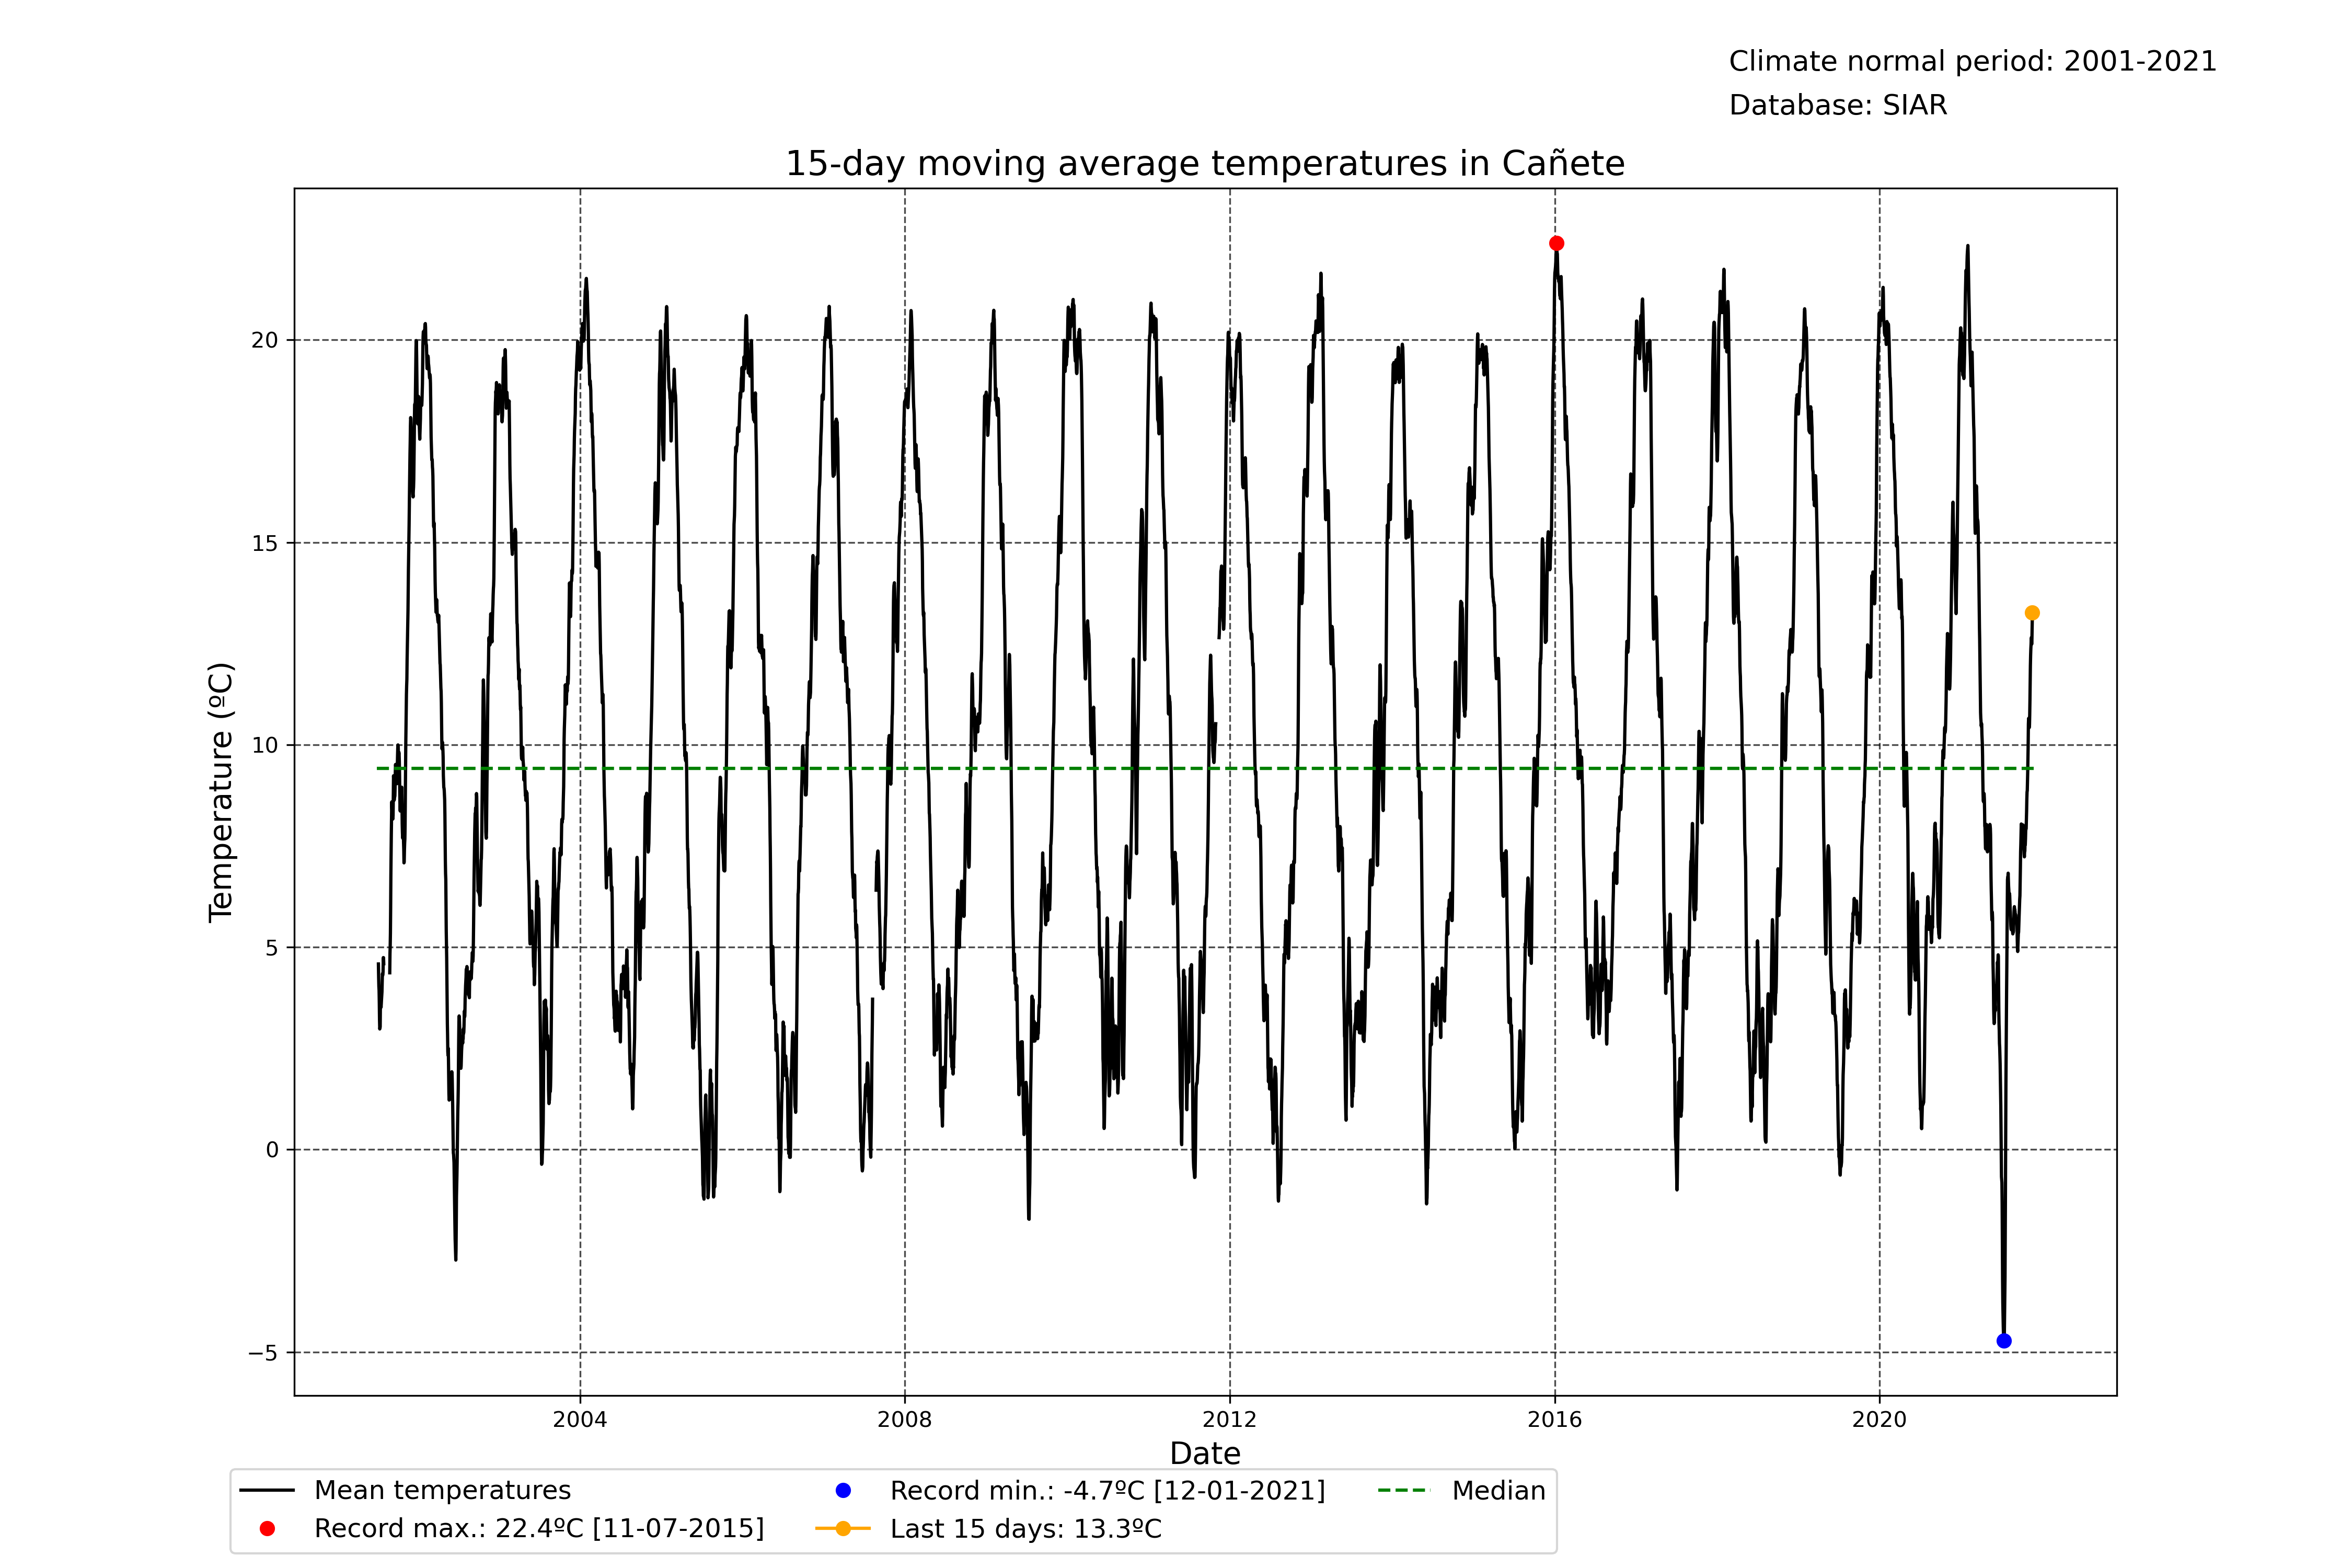 Climate normal period: 2001-2021
Database: SIAR
15-day moving average temperatures in Cañete
20
15
10
5
0
−5
Temperature (ºC)
2004 2008 2012 2016 2020
Date
Mean temperatures
Record max.: 22.4ºC [11-07-2015]
Record min.: -4.7ºC [12-01-2021]
Last 15 days: 13.3ºC
Median